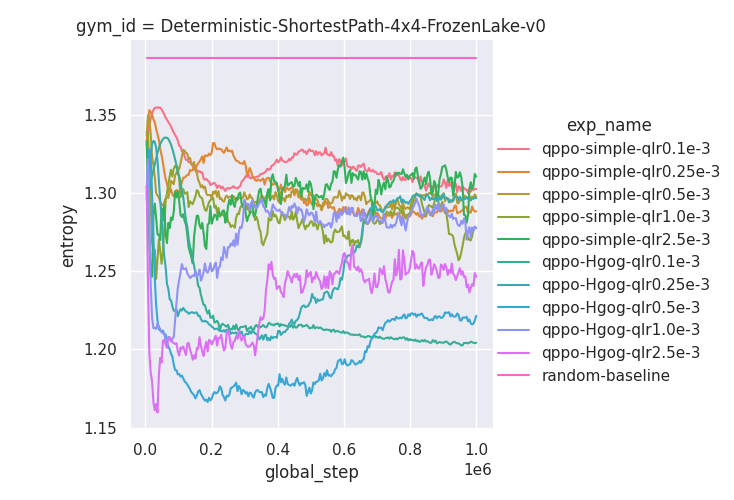 gym_id = Deterministic-ShortestPath-4x4-FrozenLake-v0
1.35
1.30
1.25
1.20
1.15
entropy
0.0
0.2
0.4
0.6
0.8
1.0
1e6
global_step
exp_name
qppo-simple-qlr0.1e-3
qppo-simple-qlr0.25e-3
qppo-simple-qlr0.5e-3
qppo-simple-qlr1.0e-3
qppo-simple-qlr2.5e-3
qppo-Hgog-qlr0.1e-3
qppo-Hgog-qlr0.25e-3
qppo-Hgog-qlr0.5e-3
qppo-Hgog-qlr1.0e-3
qppo-Hgog-qlr2.5e-3
random-baseline